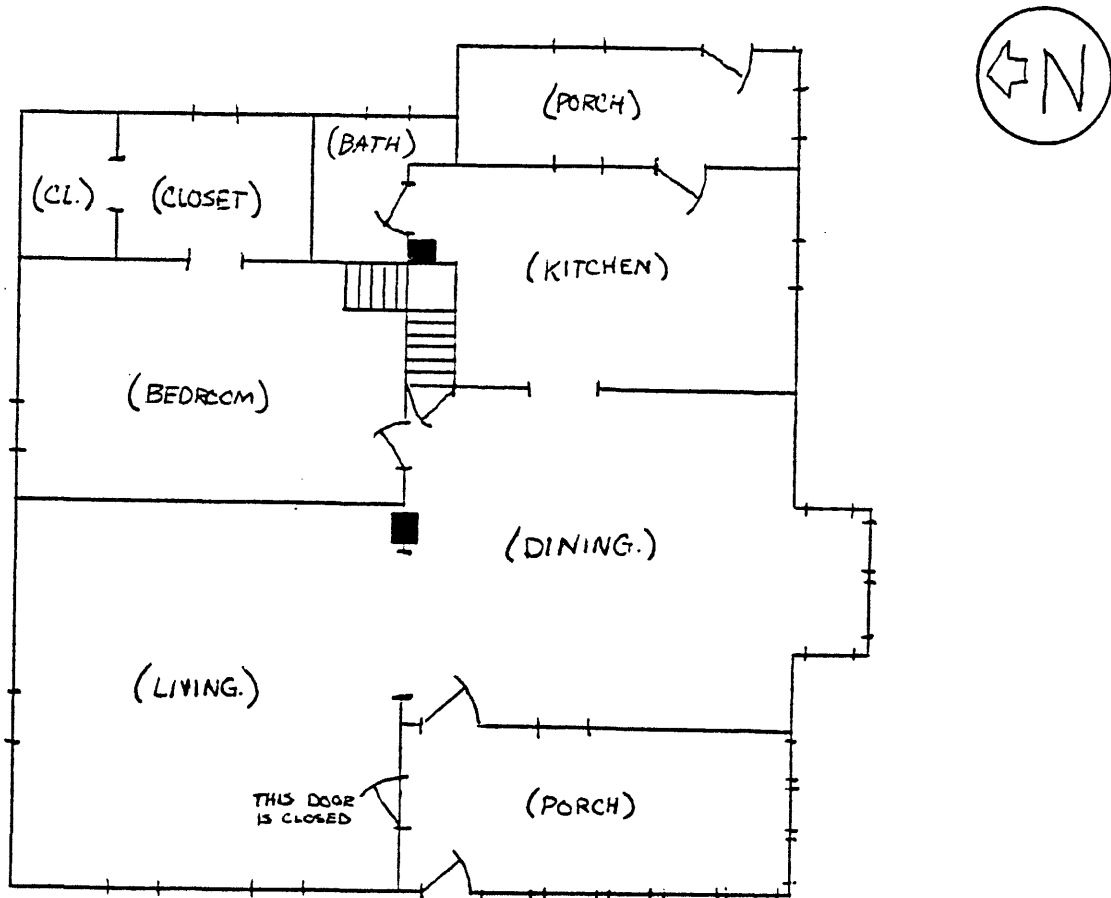 N
(PORCH)
(BATH)
(CL.)
(CLOSET)
(KITCHEN)
(BEDROOM)
(DINING.)
(LIVING.)
THIS DOOR
IS CLOSED
(PORCH)